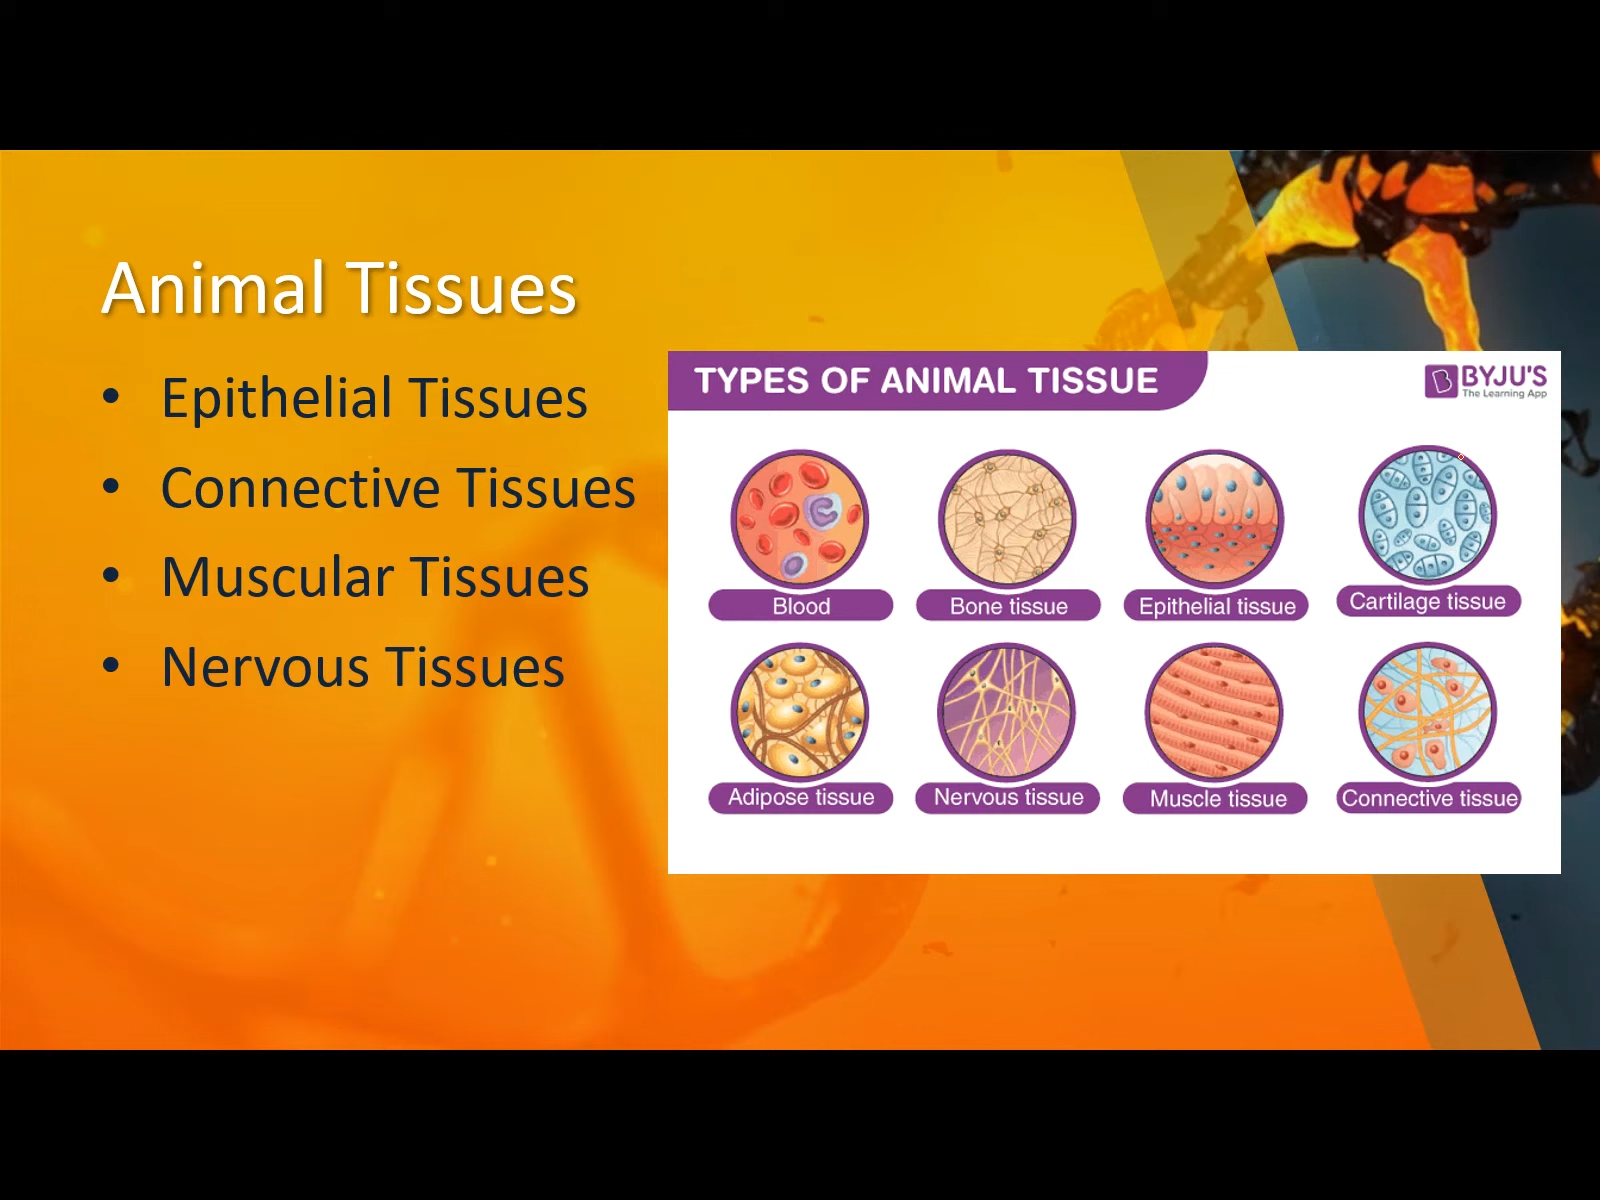 Animal Tissues
• Epithelial Tissues
• Connective Tissues
• Muscular Tissues
• Nervous Tissues
TYPES OF ANIMAL TISSUE
BYJU'S
The Learning App
Blood
Bone tissue
Epithelial tissue
Cartilage tissue
Adipose tissue
Nervous tissue
Muscle tissue
Connective tissue